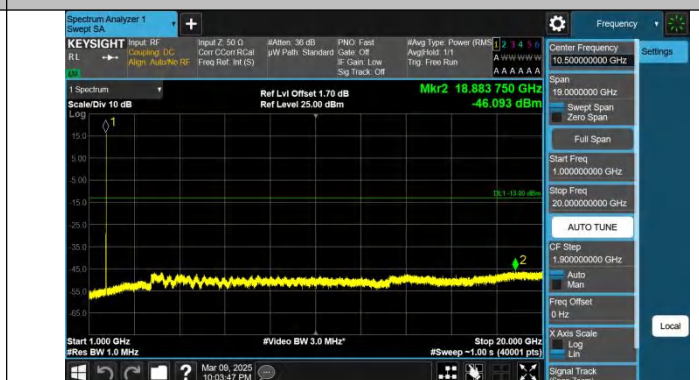 Spectrum Analyzer 1
Swept SA
Frequency
KEYSIGHT
RL
Input: RF
Coupling: DC
Align: Auto/No RF
Input Z: 50 Ω
Corr CCorr RCal
Freq Ref: Int (S)
#Atten: 36 dB
µW Path: Standard
PNO: Fast
Gate: Off
IF Gain: Low
Sig Track: Off
#Avg Type: Power (RMS)
Avg|Hold: 1/1
Trig: Free Run
1 2 3 4 5 6
A W W W W W
A A A A A A
Center Frequency
10.500000000 GHz
Settings
Span
19.0000000 GHz
Swept Span
Zero Span
Full Span
Start Freq
1.000000000 GHz
Stop Freq
20.000000000 GHz
AUTO TUNE
CF Step
1.900000000 GHz
Auto
Man
Freq Offset
0 Hz
X Axis Scale
Log
Lin
Signal Track
Local
1 Spectrum
Scale/Div 10 dB
Log
Ref Lvl Offset 1.70 dB
Ref Level 25.00 dBm
Mkr2 18.883 750 GHz
-46.093 dBm
1
15.0
5.00
-5.00
-15.0
DL1 -13.00 dBm
-25.0
-35.0
-45.0
2
-55.0
-65.0
Start 1.000 GHz
#Res BW 1.0 MHz
#Video BW 3.0 MHz*
Stop 20.000 GHz
#Sweep ~1.00 s (40001 pts)
?
Mar 09, 2025
10:03:47 PM